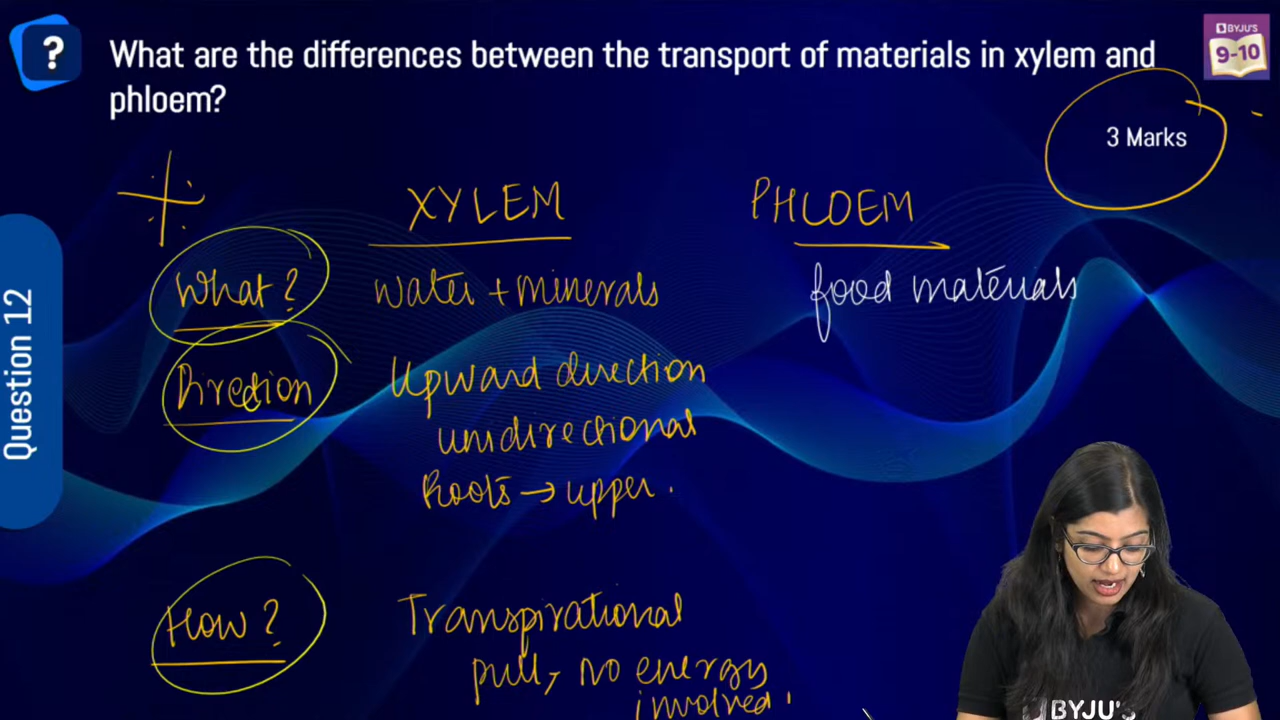 ?
What are the differences between the transport of materials in xylem and
phloem?
BYJU'S
9-10
3 Marks
XYLEM
PHLOEM
What?
water + minerals
food materials
Direction
Upward direction
unidirectional
Roots → upper.
How?
Transpirational
pull, no energy
involved.
Question 12
BYJU'S